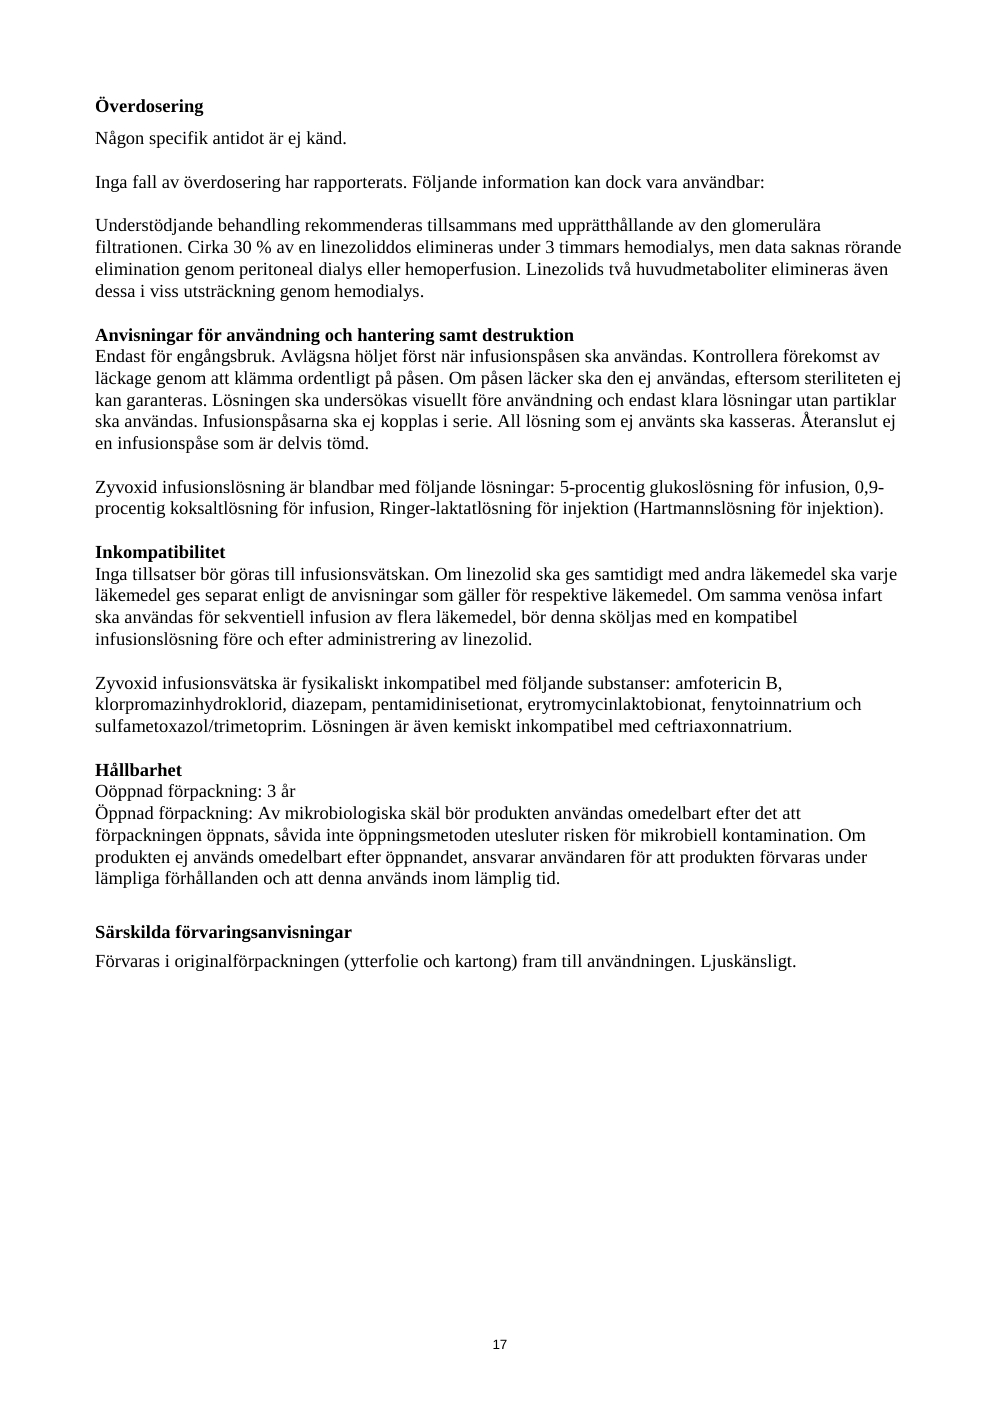 Överdosering
Någon specifik antidot är ej känd.
Inga fall av överdosering har rapporterats. Följande information kan dock vara användbar:
Understödjande behandling rekommenderas tillsammans med upprätthållande av den glomerulära
filtrationen. Cirka 30 % av en linezoliddos elimineras under 3 timmars hemodialys, men data saknas rörande
elimination genom peritoneal dialys eller hemoperfusion. Linezolids två huvudmetaboliter elimineras även
dessa i viss utsträckning genom hemodialys.
Anvisningar för användning och hantering samt destruktion
Endast för engångsbruk. Avlägsna höljet först när infusionspåsen ska användas. Kontrollera förekomst av
läckage genom att klämma ordentligt på påsen. Om påsen läcker ska den ej användas, eftersom steriliteten ej
kan garanteras. Lösningen ska undersökas visuellt före användning och endast klara lösningar utan partiklar
ska användas. Infusionspåsarna ska ej kopplas i serie. All lösning som ej använts ska kasseras. Återanslut ej
en infusionspåse som är delvis tömd.
Zyvoxid infusionslösning är blandbar med följande lösningar: 5-procentig glukoslösning för infusion, 0,9-
procentig koksaltlösning för infusion, Ringer-laktatlösning för injektion (Hartmannslösning för injektion).
Inkompatibilitet
Inga tillsatser bör göras till infusionsvätskan. Om linezolid ska ges samtidigt med andra läkemedel ska varje
läkemedel ges separat enligt de anvisningar som gäller för respektive läkemedel. Om samma venösa infart
ska användas för sekventiell infusion av flera läkemedel, bör denna sköljas med en kompatibel
infusionslösning före och efter administrering av linezolid.
Zyvoxid infusionsvätska är fysikaliskt inkompatibel med följande substanser: amfotericin B,
klorpromazinhydroklorid, diazepam, pentamidinisetionat, erytromycinlaktobionat, fenytoinnatrium och
sulfametoxazol/trimetoprim. Lösningen är även kemiskt inkompatibel med ceftriaxonnatrium.
Hållbarhet
Oöppnad förpackning: 3 år
Öppnad förpackning: Av mikrobiologiska skäl bör produkten användas omedelbart efter det att
förpackningen öppnats, såvida inte öppningsmetoden utesluter risken för mikrobiell kontamination. Om
produkten ej används omedelbart efter öppnandet, ansvarar användaren för att produkten förvaras under
lämpliga förhållanden och att denna används inom lämplig tid.
Särskilda förvaringsanvisningar
Förvaras i originalförpackningen (ytterfolie och kartong) fram till användningen. Ljuskänsligt.
17